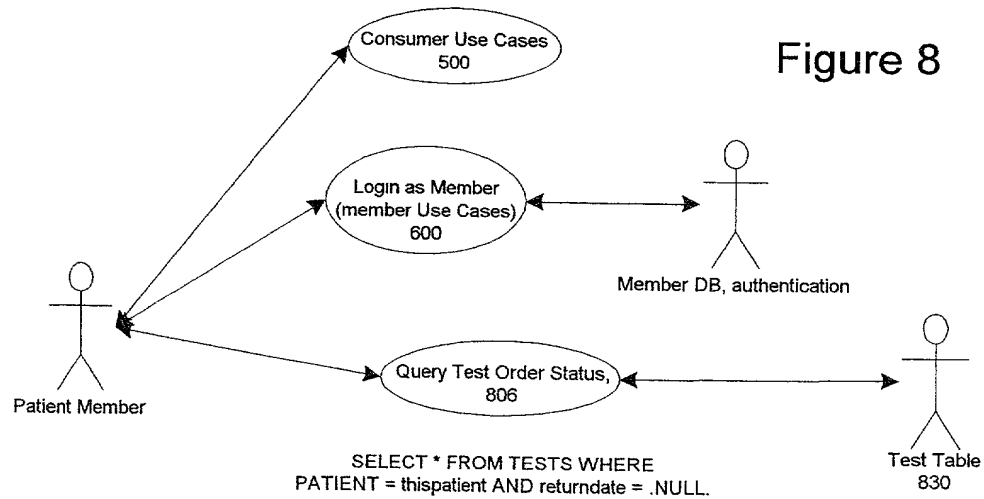 Consumer Use Cases
500
Figure 8
Login as Member
(member Use Cases)
600
Member DB, authentication
Patient Member
Query Test Order Status,
806
Test Table
830
SELECT * FROM TESTS WHERE
PATIENT = thispatient AND returndate = .NULL.